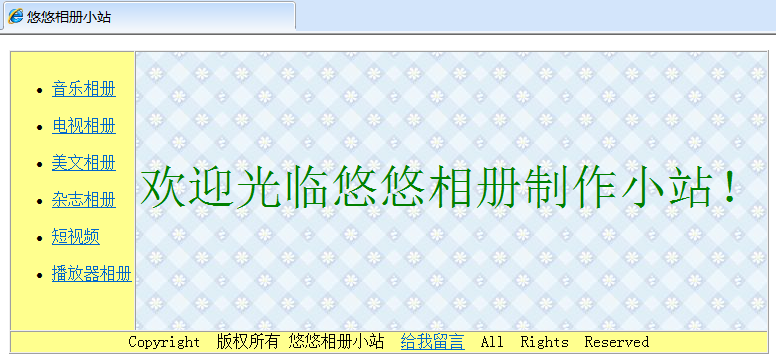 悠悠相册小站
音乐相册
电视相册
美文相册
杂志相册
短视频
播放器相册
欢迎光临悠悠相册制作小站！
Copyright 版权所有 悠悠相册小站 给我留言 All Rights Reserved